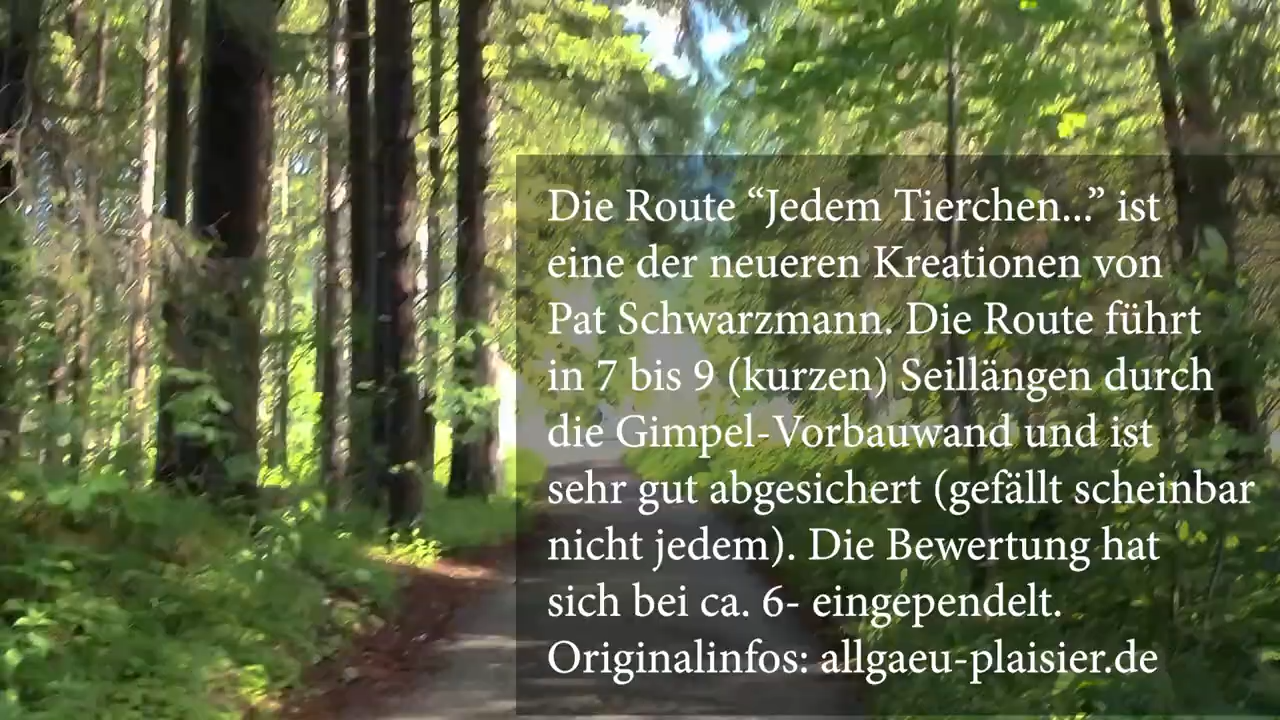 Die Route “Jedem Tierchen...” ist
eine der neueren Kreationen von
Pat Schwarzmann. Die Route führt
in 7 bis 9 (kurzen) Seillängen durch
die Gimpel-Vorbauwand und ist
sehr gut abgesichert (gefällt scheinbar
nicht jedem). Die Bewertung hat
sich bei ca. 6- eingependelt.
Originalinfos: allgaeu-plaisier.de